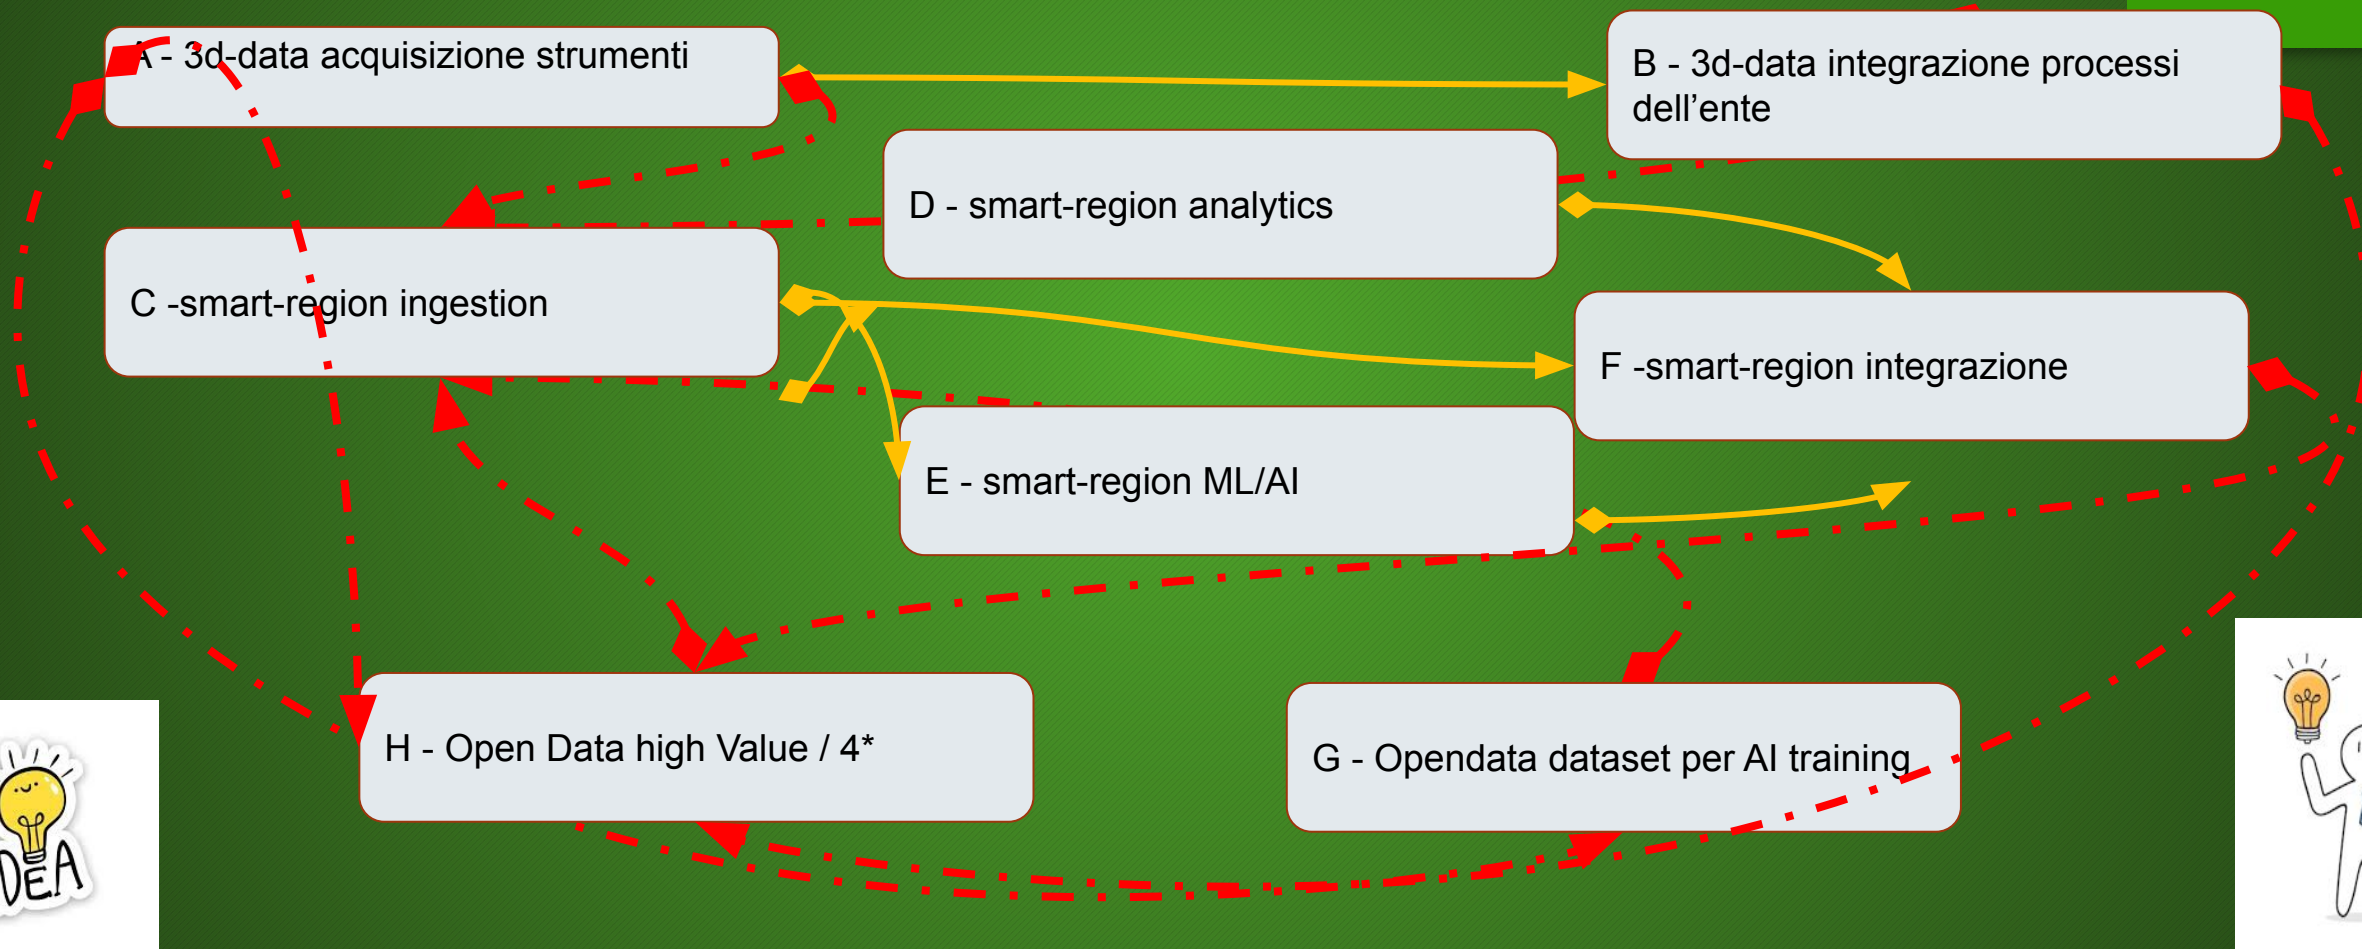 A - 3d-data acquisizione strumenti
B - 3d-data integrazione processi
dell’ente
D - smart-region analytics
C -smart-region ingestion
F -smart-region integrazione
E - smart-region ML/AI
H - Open Data high Value / 4*
G - Opendata dataset per AI training